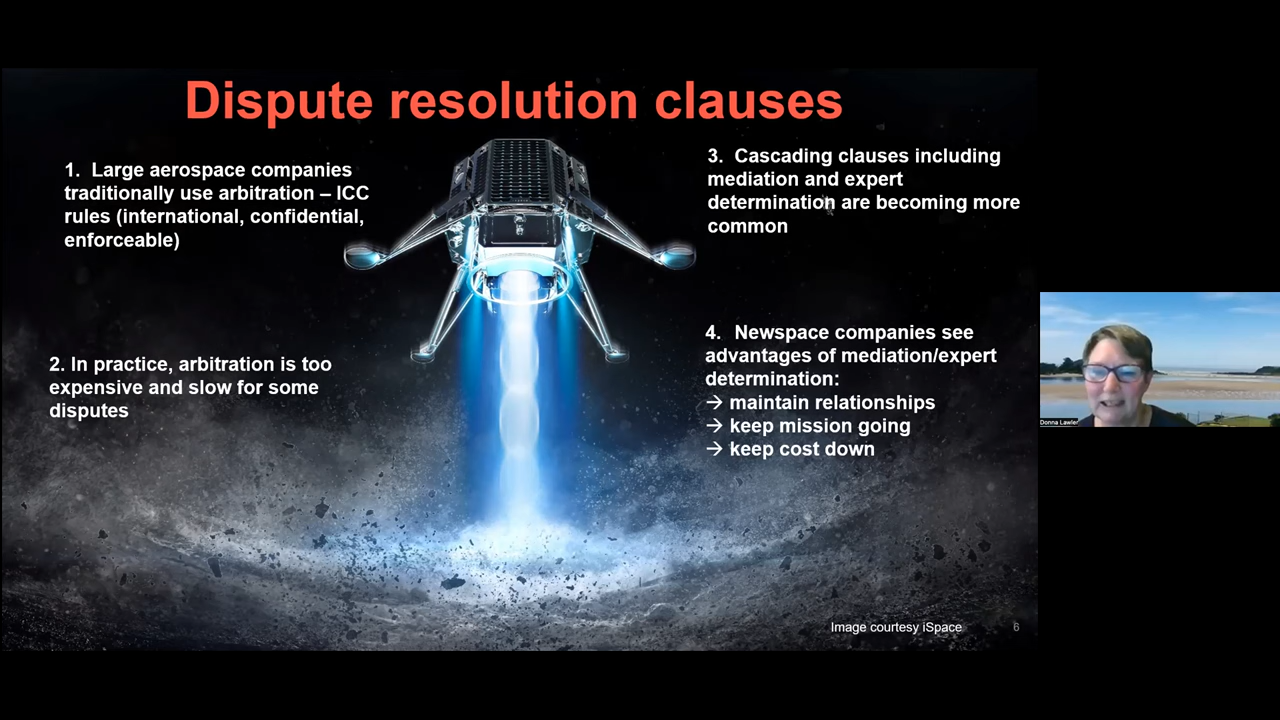 Dispute resolution clauses
1. Large aerospace companies
traditionally use arbitration – ICC
rules (international, confidential,
enforceable)
2. In practice, arbitration is too
expensive and slow for some
disputes
3. Cascading clauses including
mediation and expert
determination are becoming more
common
4. Newspace companies see
advantages of mediation/expert
determination:
→ maintain relationships
→ keep mission going
→ keep cost down
Image courtesy iSpace
6
Donna Lawler